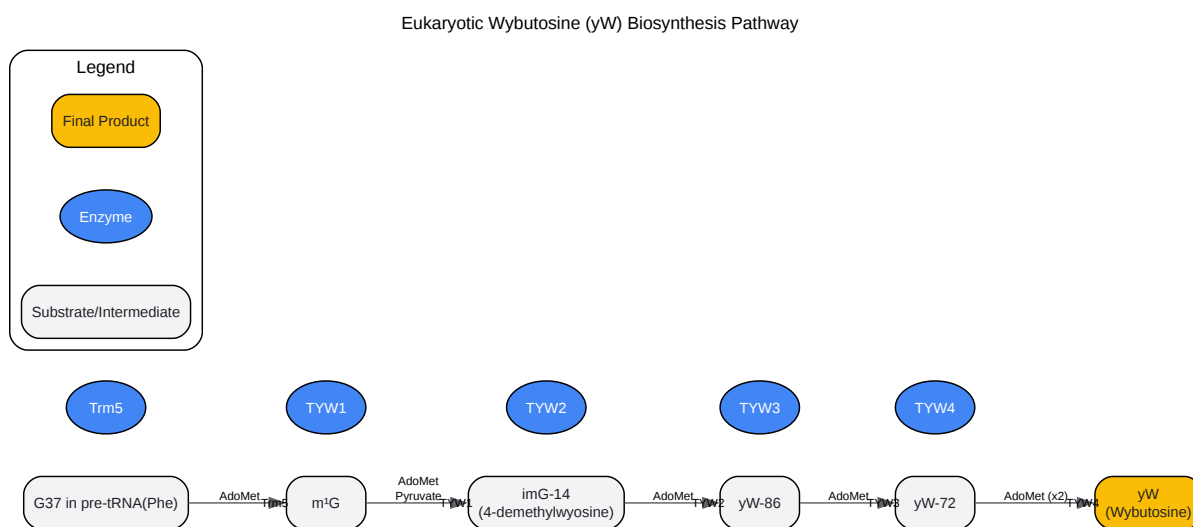 Eukaryotic Wybutosine (yW) Biosynthesis Pathway
Legend
Final Product
Enzyme
Substrate/Intermediate
Trm5
TYW1
TYW2
TYW3
TYW4
G37 in pre-tRNA(Phe)
AdoMet
Trm5
m¹G
AdoMet
Pyruvate
TYW1
imG-14
(4-demethylwyosine)
AdoMet
TYW2
yW-86
AdoMet
TYW3
yW-72
AdoMet (x2)
TYW4
yW
(Wybutosine)